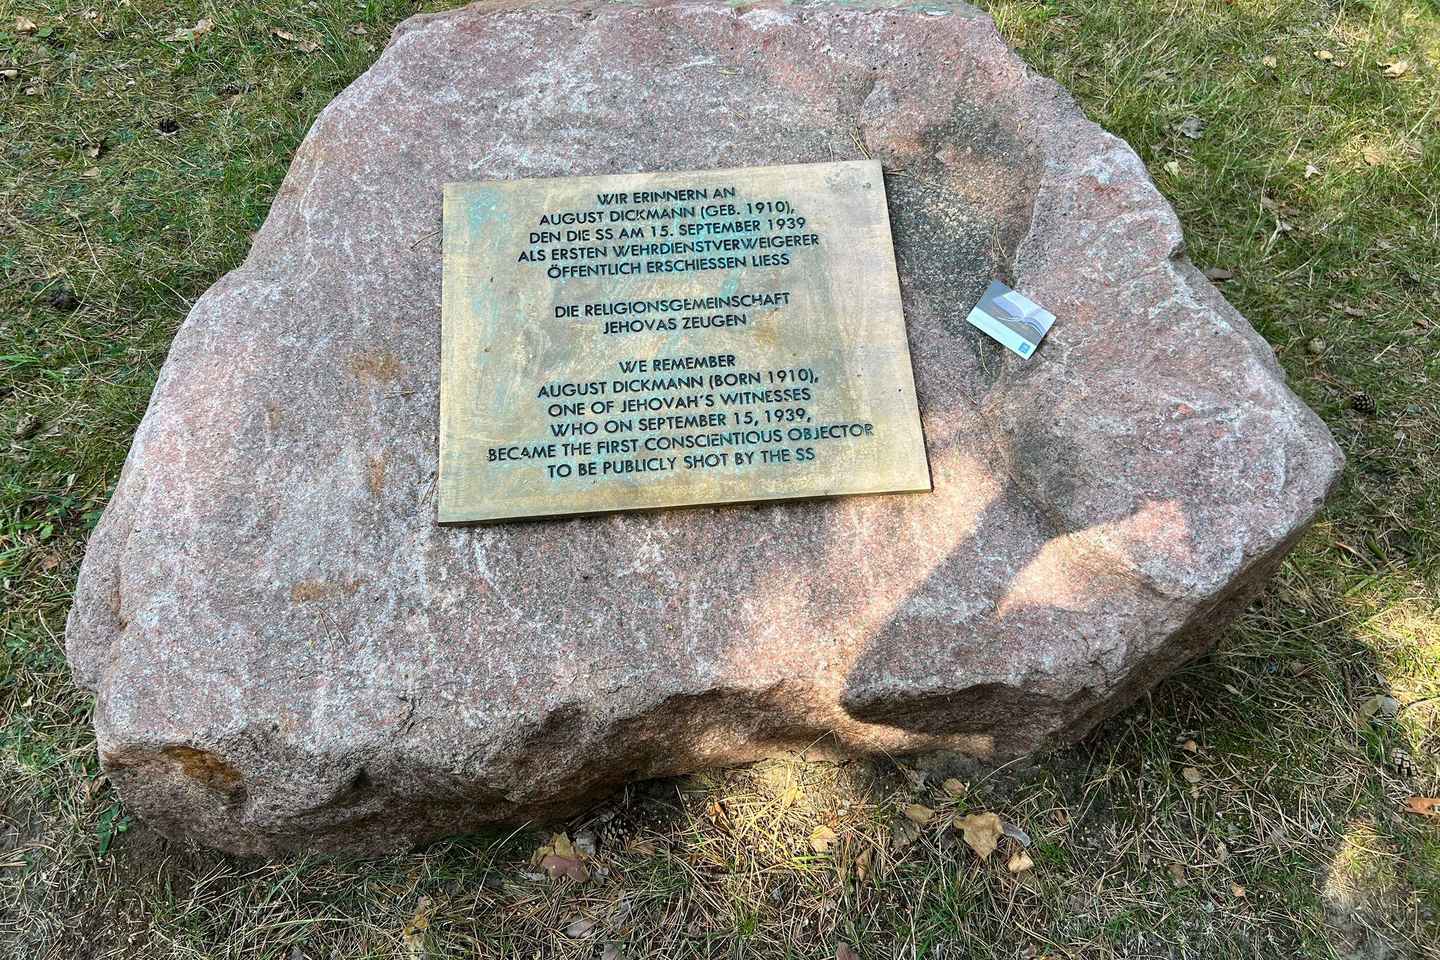 WIR ERINNERN AN
AUGUST DICKMANN (GEB. 1910),
DEN DIE SS AM 15. SEPTEMBER 1939
ALS ERSTEN WEHRDIENSTVERWEIGERER
ÖFFENTLICH ERSCHIESSEN LIESS
DIE RELIGIONSGEMEINSCHAFT
JEHOVAS ZEUGEN
WE REMEMBER
AUGUST DICKMANN (BORN 1910),
ONE OF JEHOVAH'S WITNESSES
WHO ON SEPTEMBER 15, 1939,
BECAME THE FIRST CONSCIENTIOUS OBJECTOR
TO BE PUBLICLY SHOT BY THE SS